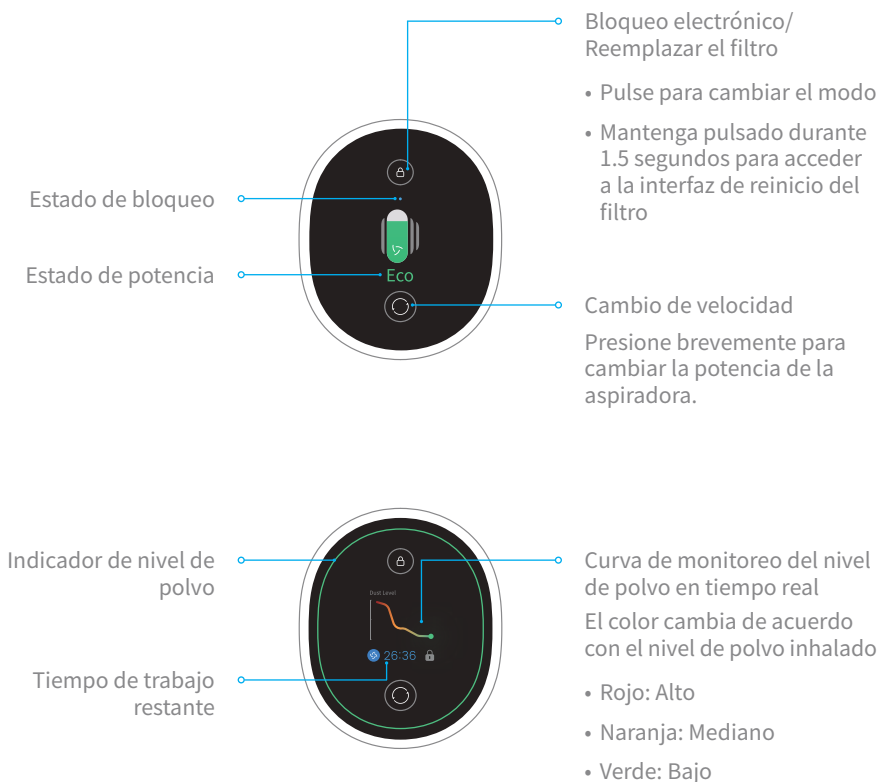 Bloqueo electrónico/
Reemplazar el filtro
• Pulse para cambiar el modo
• Mantenga pulsado durante
1.5 segundos para acceder
a la interfaz de reinicio del
filtro
Estado de bloqueo
Estado de potencia
Eco
Cambio de velocidad
Presione brevemente para
cambiar la potencia de la
aspiradora.
Indicador de nivel de
polvo
Tiempo de trabajo
restante
Dust Level
26:36
Curva de monitoreo del nivel
de polvo en tiempo real
El color cambia de acuerdo
con el nivel de polvo inhalado
• Rojo: Alto
• Naranja: Mediano
• Verde: Bajo